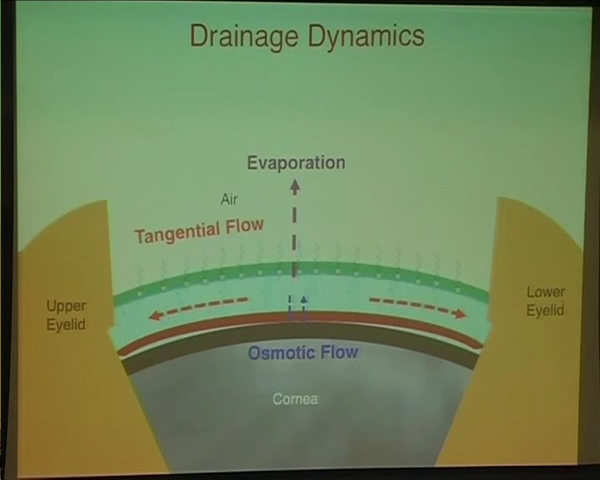 Drainage Dynamics
Evaporation
Air
Tangential Flow
Upper
Eyelid
Lower
Eyelid
Osmotic Flow
Cornea